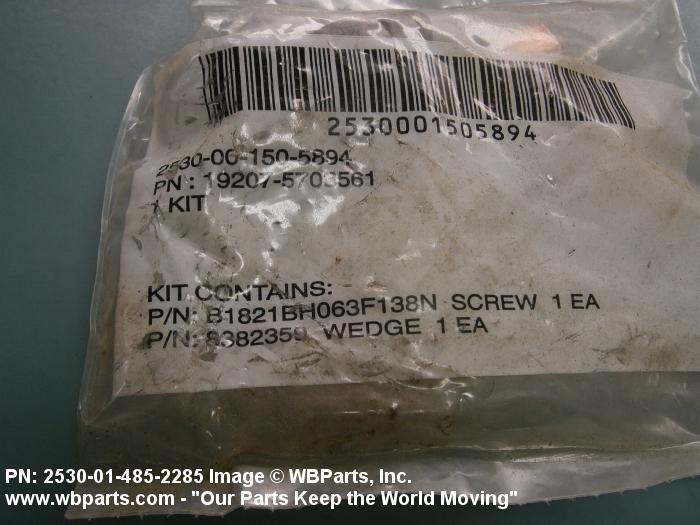 2530001505894
2530-00-150-5894
PN : 19207-5703561
1 KIT
KIT CONTAINS:
P/N: B1821BH063F138N SCREW 1 EA
P/N: 8382359 WEDGE 1 EA
PN: 2530-01-485-2285 Image © WBParts, Inc.
www.wbparts.com - "Our Parts Keep the World Moving"